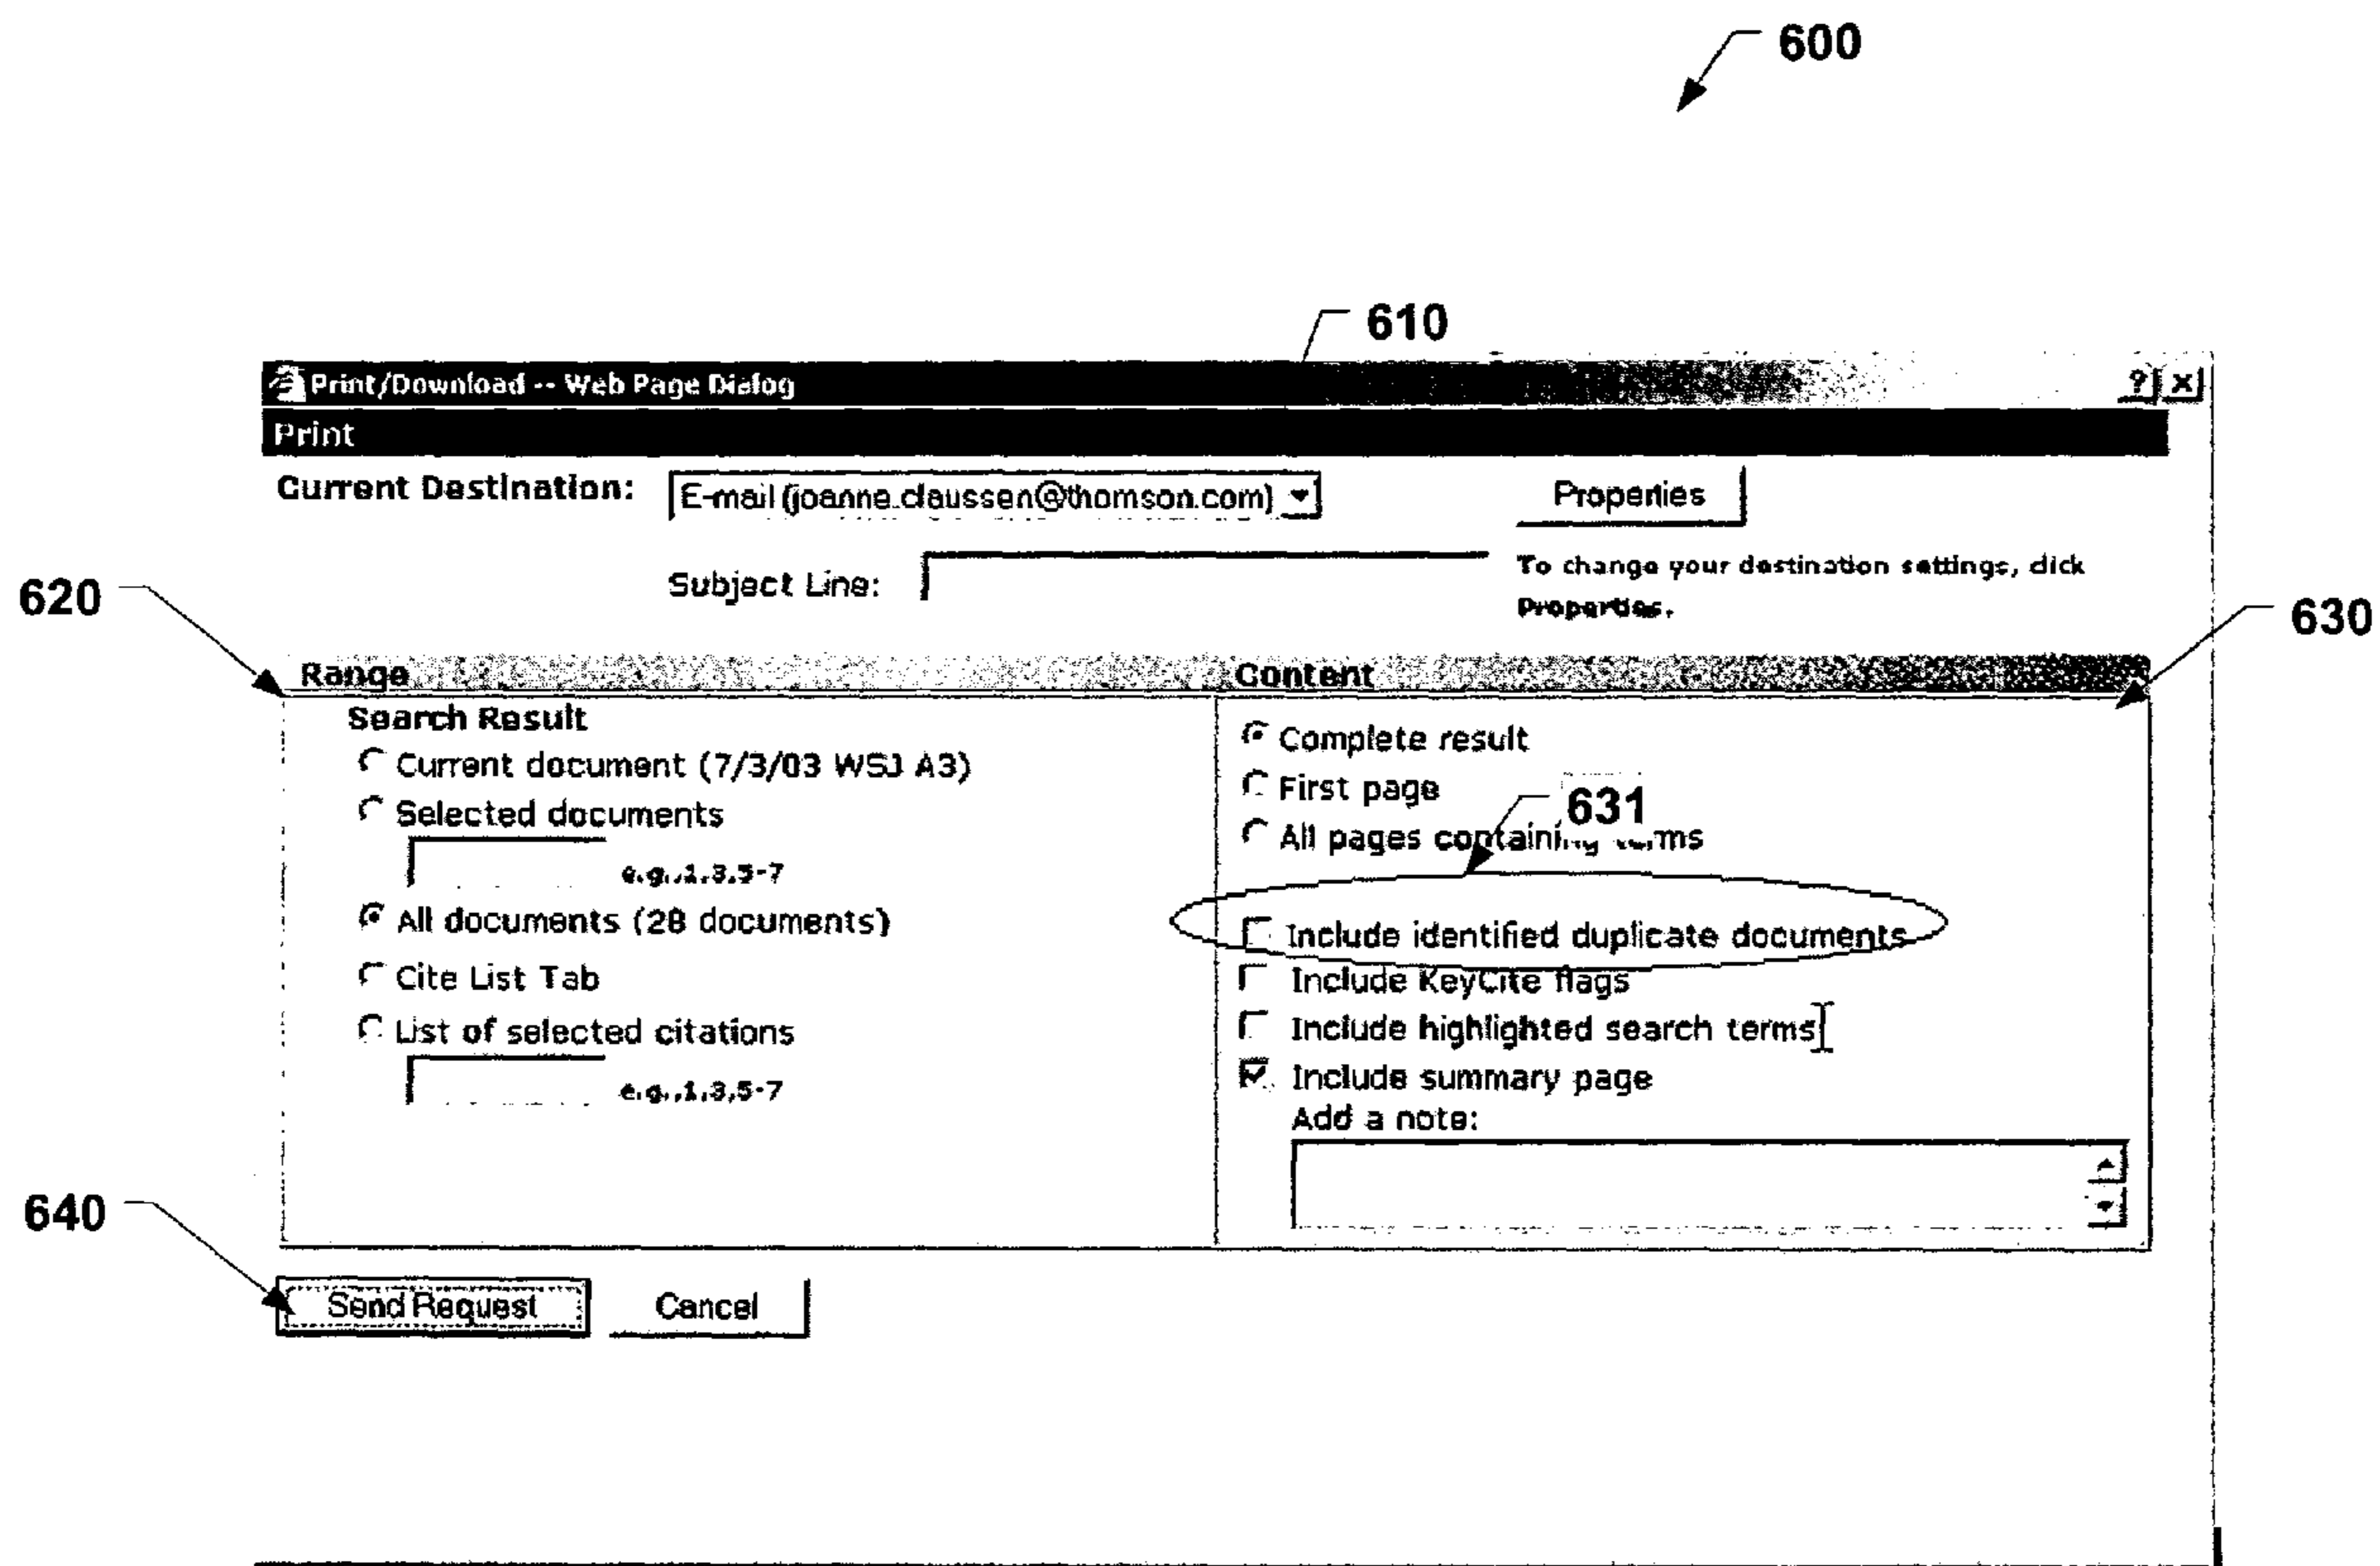 600
610
Print/Download -- Web Page Dialog
? X
Print
Current Destination: E-mail (joanne.claussen@thomson.com) Properties
Subject Line: To change your destination settings, click
Properties.
620
630
Range Content
Search Result
Current document (7/3/03 WSJ A3)
Selected documents
e.g.,1,3,5-7
All documents (28 documents)
Cite List Tab
List of selected citations
e.g.,1,3,5-7
Complete result
First page
631
All pages containing terms
Include identified duplicate documents
Include KeyCite flags
Include highlighted search terms
Include summary page
Add a note:
640
Send Request Cancel